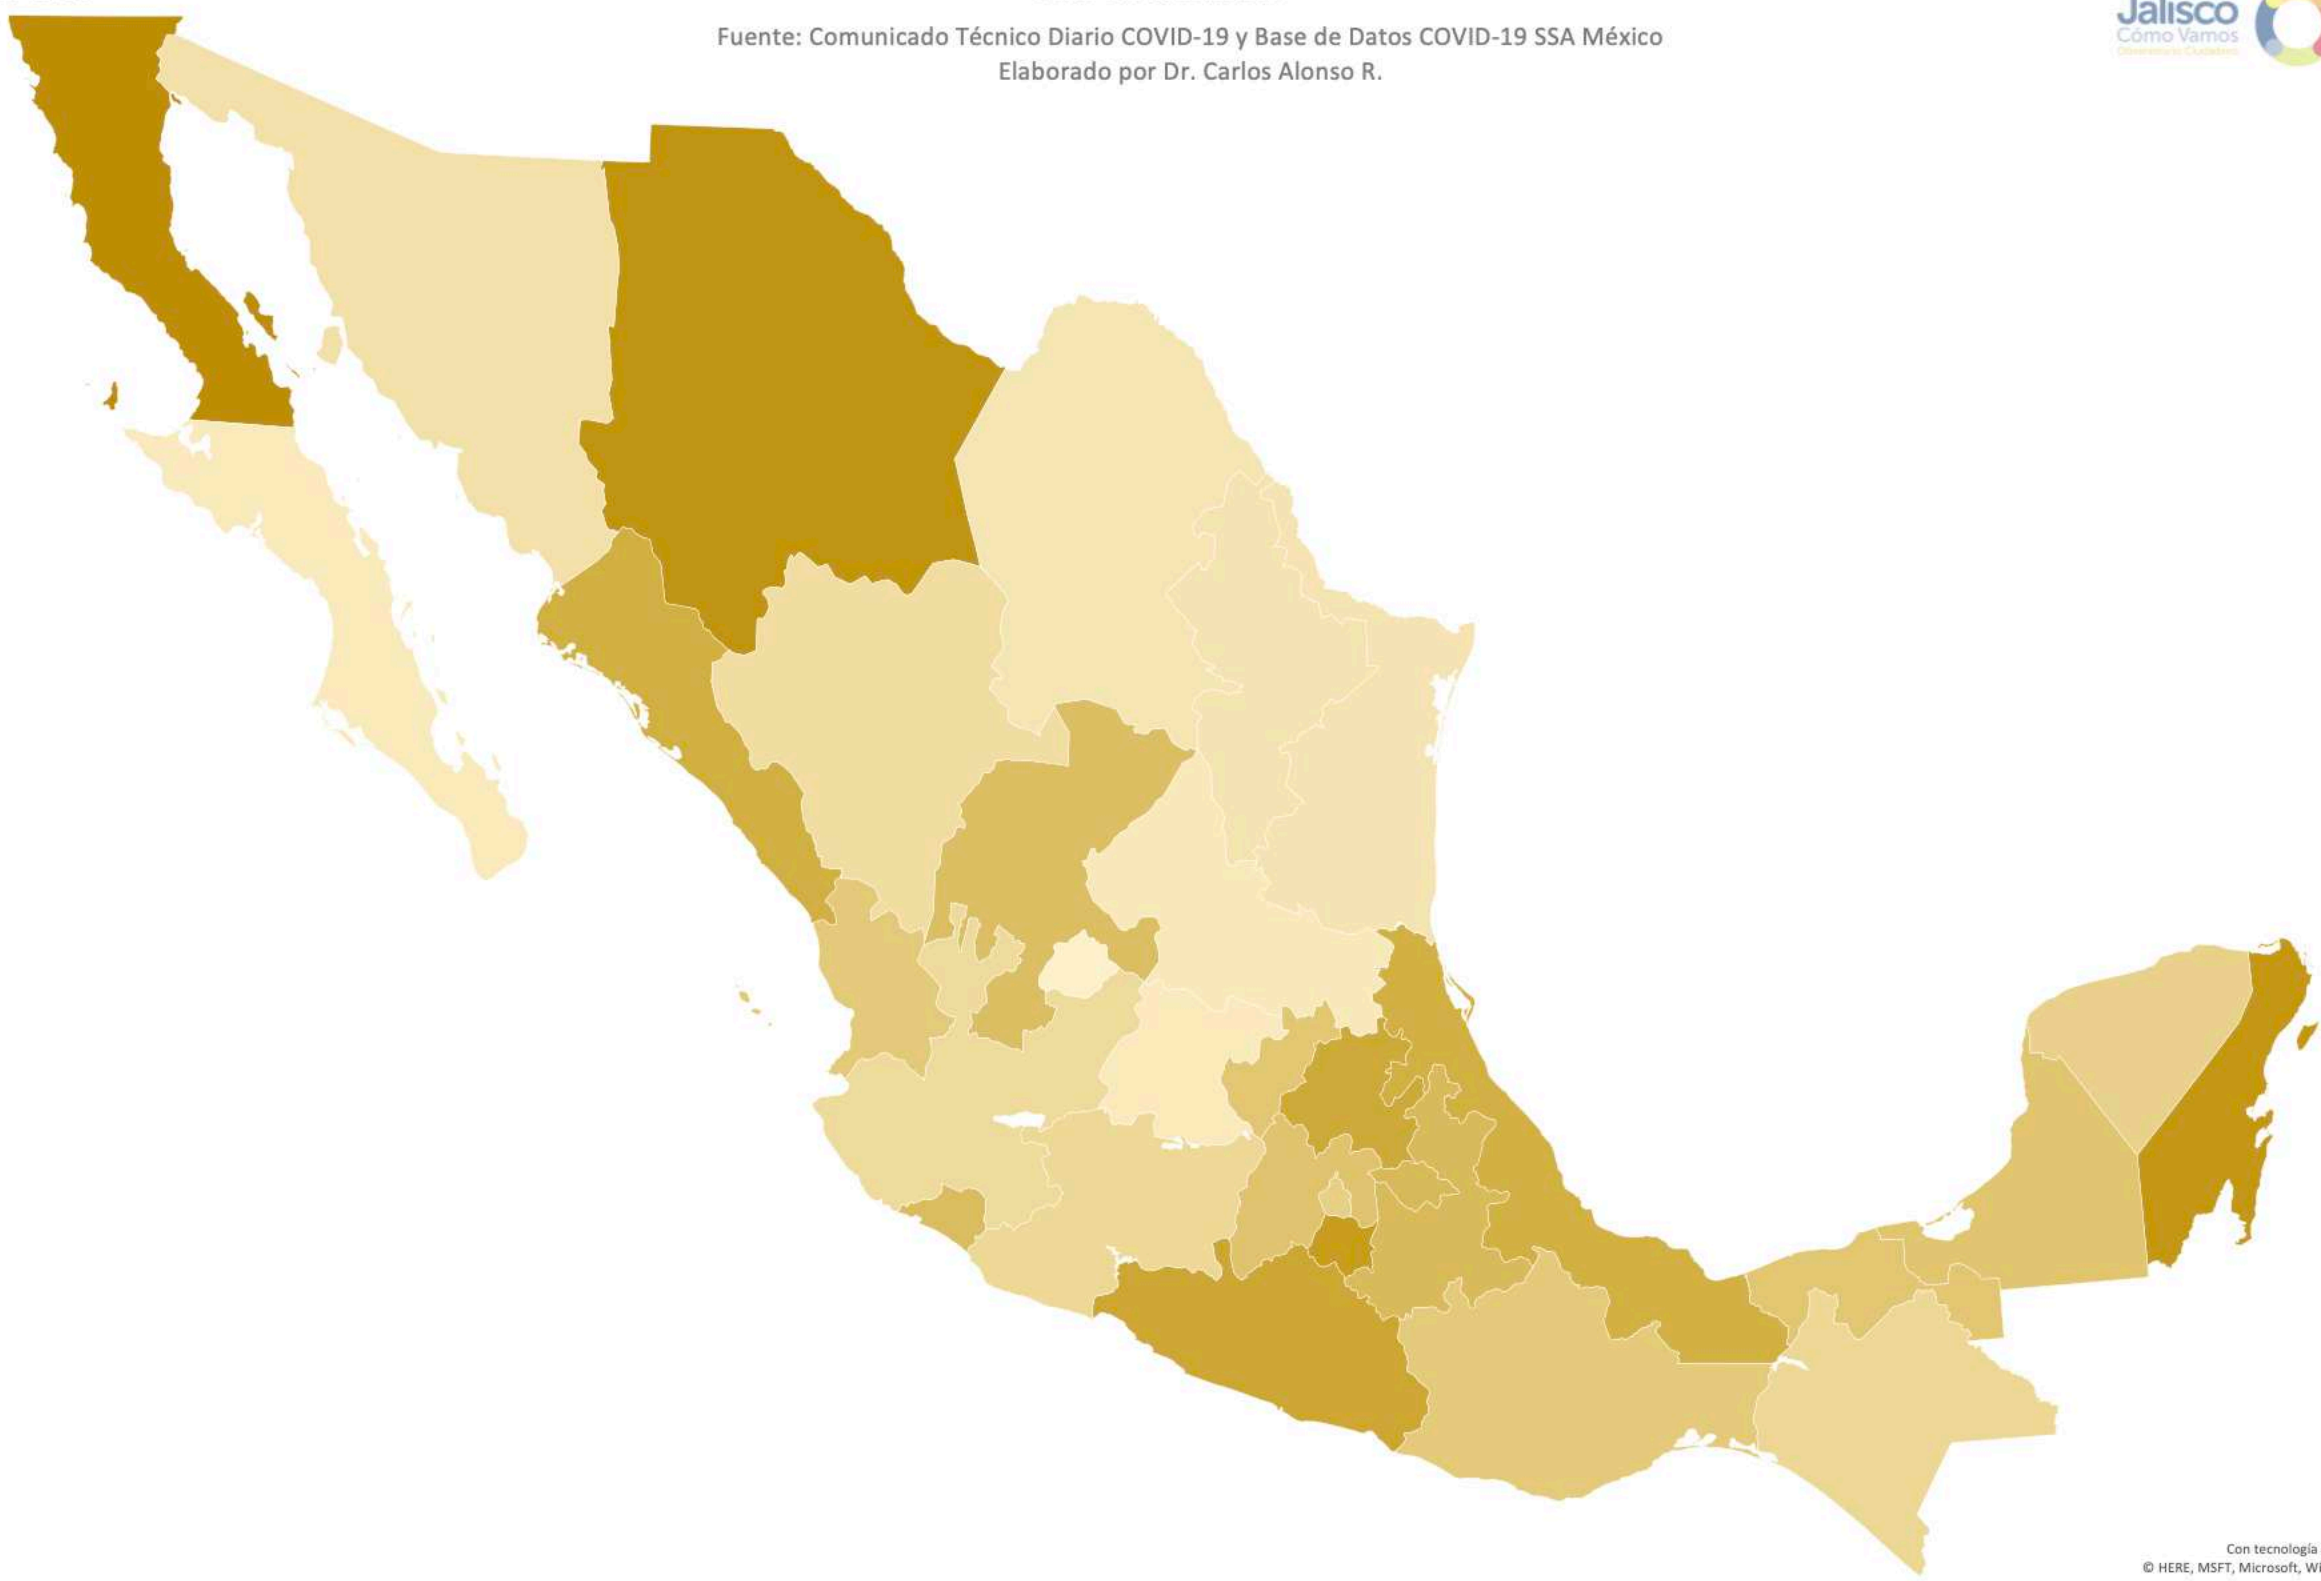 Jalisco
Cómo Vamos
Fuente: Comunicado Técnico Diario COVID-19 y Base de Datos COVID-19 SSA México
Elaborado por Dr. Carlos Alonso R.
Con tecnología
© HERE, MSFT, Microsoft, Wi